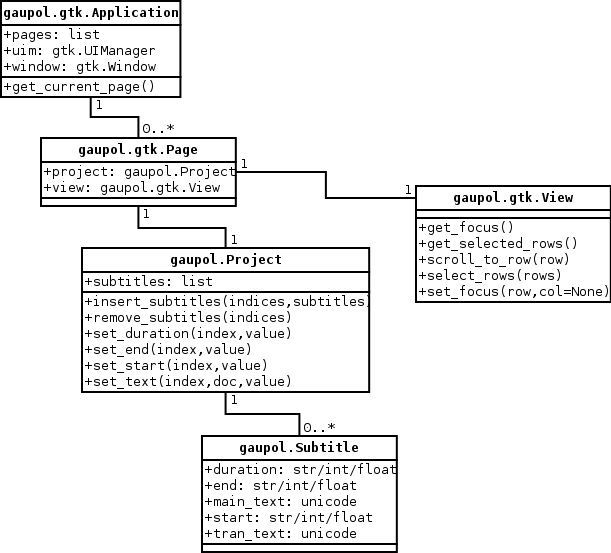 gaupol.gtk.Application
+pages: list
+uim: gtk.UIManager
+window: gtk.Window
+get_current_page()
1
0..*
gaupol.gtk.Page
+project: gaupol.Project
+view: gaupol.gtk.View
1
1
gaupol.gtk.View
+get_focus()
+get_selected_rows()
+scroll_to_row(row)
+select_rows(rows)
+set_focus(row,col=None)
1
1
gaupol.Project
+subtitles: list
+insert_subtitles(indices,subtitles)
+remove_subtitles(indices)
+set_duration(index,value)
+set_end(index,value)
+set_start(index,value)
+set_text(index,doc,value)
1
0..*
gaupol.Subtitle
+duration: str/int/float
+end: str/int/float
+main_text: unicode
+start: str/int/float
+tran_text: unicode